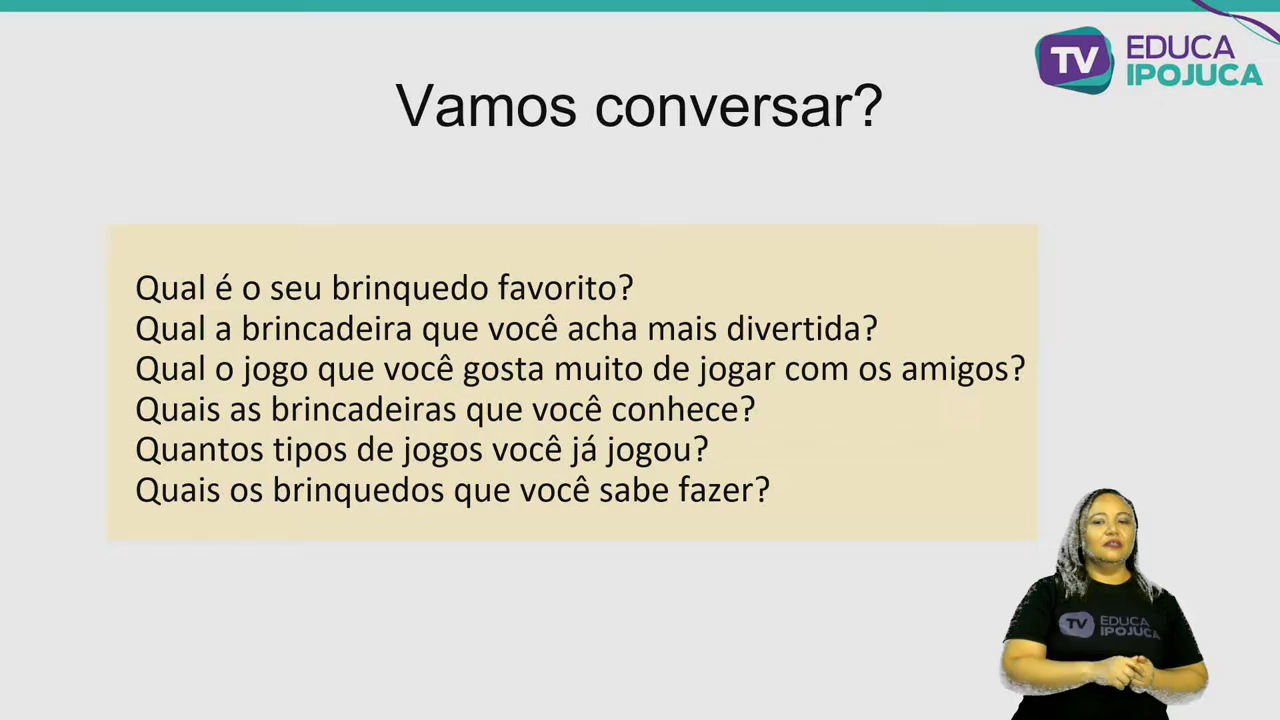 TV EDUCA
IPOJUCA
Vamos conversar?
Qual é o seu brinquedo favorito?
Qual a brincadeira que você acha mais divertida?
Qual o jogo que você gosta muito de jogar com os amigos?
Quais as brincadeiras que você conhece?
Quantos tipos de jogos você já jogou?
Quais os brinquedos que você sabe fazer?
TV EDUCA
IPOJUCA